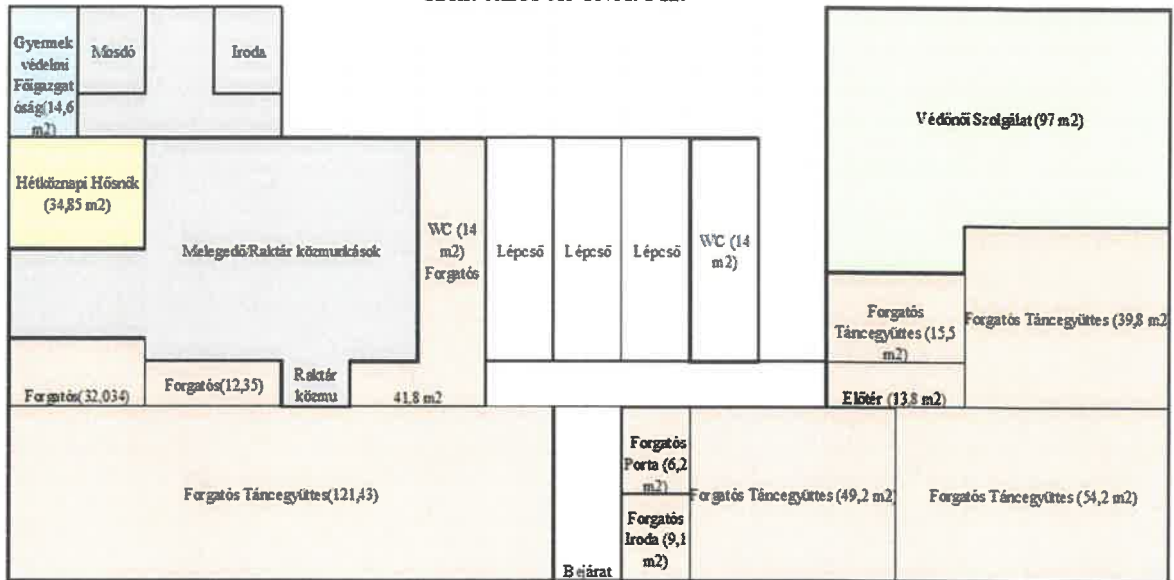 Gyermek
védelmi
Főigazgat
óság(14,6
m2)
Mosdó
Iroda
Védőnői Szolgálat (97 m2)
Hétköznapi Hősnők
(34,85 m2)
Melegedő/Raktár közmunkások
WC (14
m2)
Forgatós
Lépcső
Lépcső
Lépcső
WC (14
m2)
Forgatós
Táncegyüttes (15,5
m2)
Forgatós Táncegyüttes (39,8 m2
Forgatós(32,034)
Forgatós(12,35)
Raktár
közmu
41,8 m2
Előtér (13,8 m2)
Forgatós Táncegyüttes(121,43)
Bejárat
Forgatós
Porta (6,2
m2)
Forgatós
Iroda (9,1
m2)
Forgatós Táncegyüttes (49,2 m2)
Forgatós Táncegyüttes (54,2 m2)